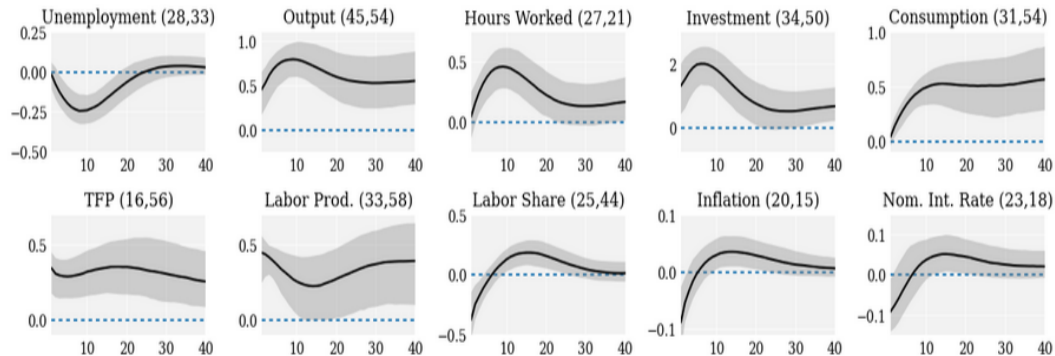 Unemployment (28,33) Output (45,54) Hours Worked (27,21) Investment (34,50) Consumption (31,54)
0.25 1.0 1.0
0.00 0.5 2
0.5 0.5
-0.25
0.0 0.0 0 0.0
−0.50
10 20 30 40 10 20 30 40 10 20 30 40 10 20 30 40 10 20 30 40
TFP (16,56) Labor Prod. (33,58) Labor Share (25,44) Inflation (20,15) Nom. Int. Rate (23,18)
0.5 0.1
0.5 0.5 0.1
0.0 0.0 0.0
0.0 0.0 −0.1
−0.5 −0.1
10 20 30 40 10 20 30 40 10 20 30 40 10 20 30 40 10 20 30 40